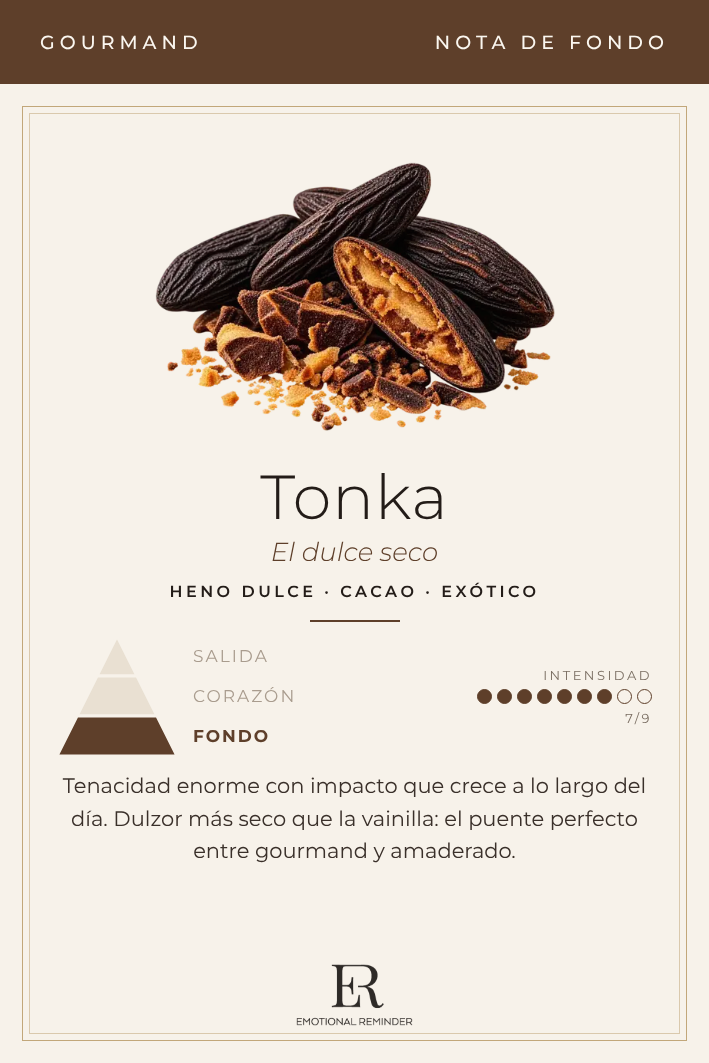 GOURMAND
NOTA DE FONDO
Tonka
El dulce seco
HENO DULCE · CACAO · EXÓTICO
SALIDA
CORAZÓN
FONDO
INTENSIDAD
7/9
Tenacidad enorme con impacto que crece a lo largo del
día. Dulzor más seco que la vainilla: el puente perfecto
entre gourmand y amaderado.
ER
EMOTIONAL REMINDER